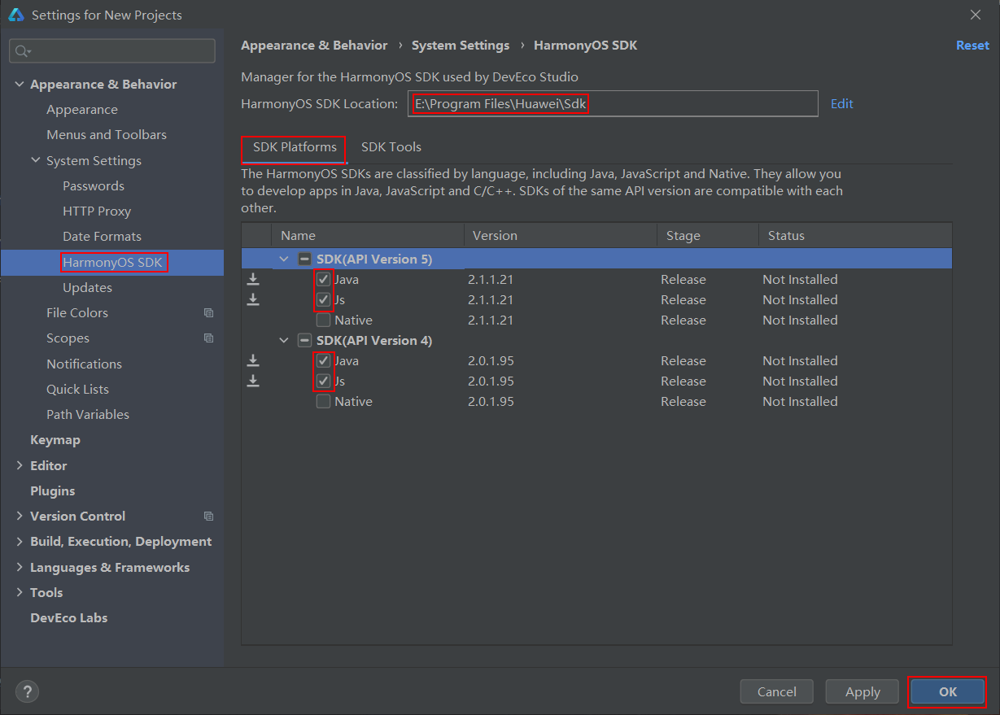 Settings for New Projects
Appearance & Behavior
Appearance
Menus and Toolbars
System Settings
Passwords
HTTP Proxy
Date Formats
HarmonyOS SDK
Updates
File Colors
Scopes
Notifications
Quick Lists
Path Variables
Keymap
Editor
Plugins
Version Control
Build, Execution, Deployment
Languages & Frameworks
Tools
DevEco Labs
Appearance & Behavior › System Settings › HarmonyOS SDK Reset
Manager for the HarmonyOS SDK used by DevEco Studio
HarmonyOS SDK Location: E:\Program Files\Huawei\Sdk Edit
SDK Platforms SDK Tools
The HarmonyOS SDKs are classified by language, including Java, JavaScript and Native. They allow you
to develop apps in Java, JavaScript and C/C++. SDKs of the same API version are compatible with each
other.
Name Version Stage Status
SDK(API Version 5)
Java 2.1.1.21 Release Not Installed
Js 2.1.1.21 Release Not Installed
Native 2.1.1.21 Release Not Installed
SDK(API Version 4)
Java 2.0.1.95 Release Not Installed
Js 2.0.1.95 Release Not Installed
Native 2.0.1.95 Release Not Installed
? Cancel Apply OK